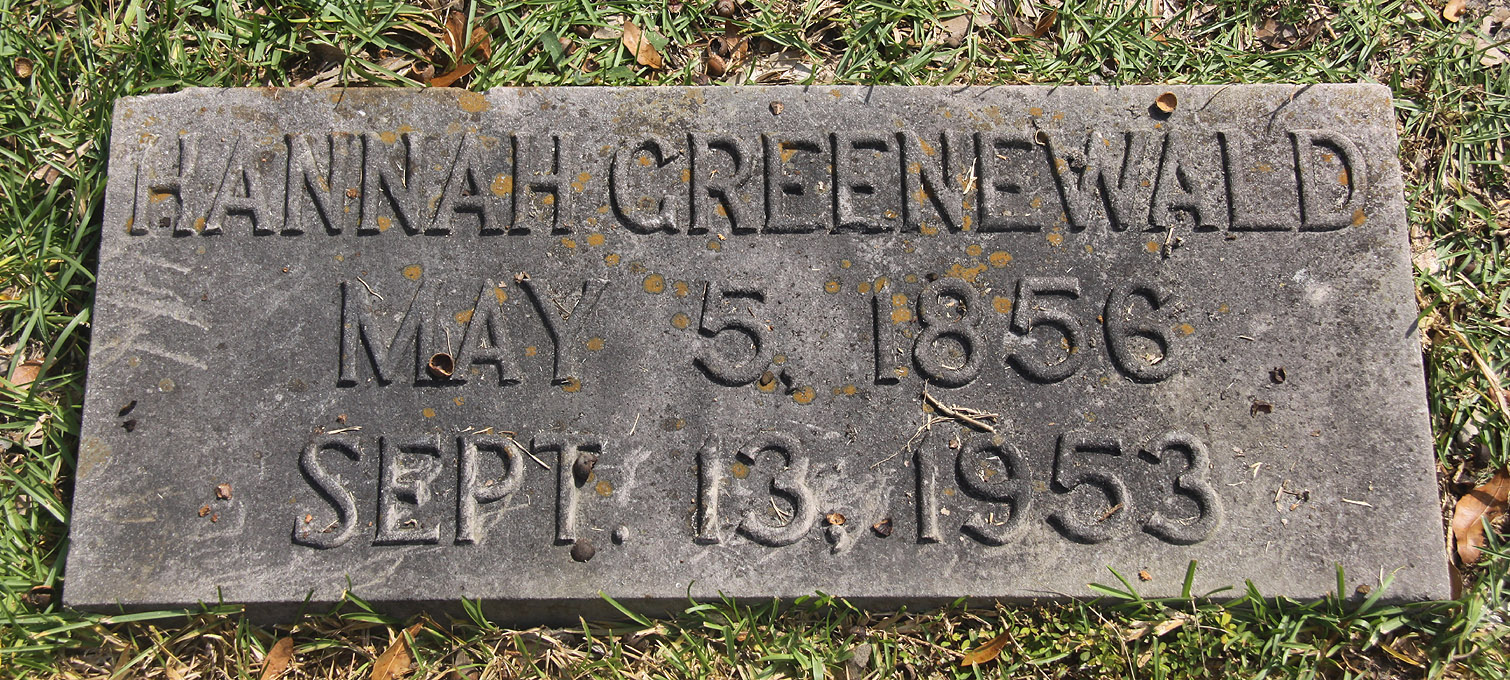 HANNAH GREENEWALD
MAY 5, 1856
SEPT. 13, 1953